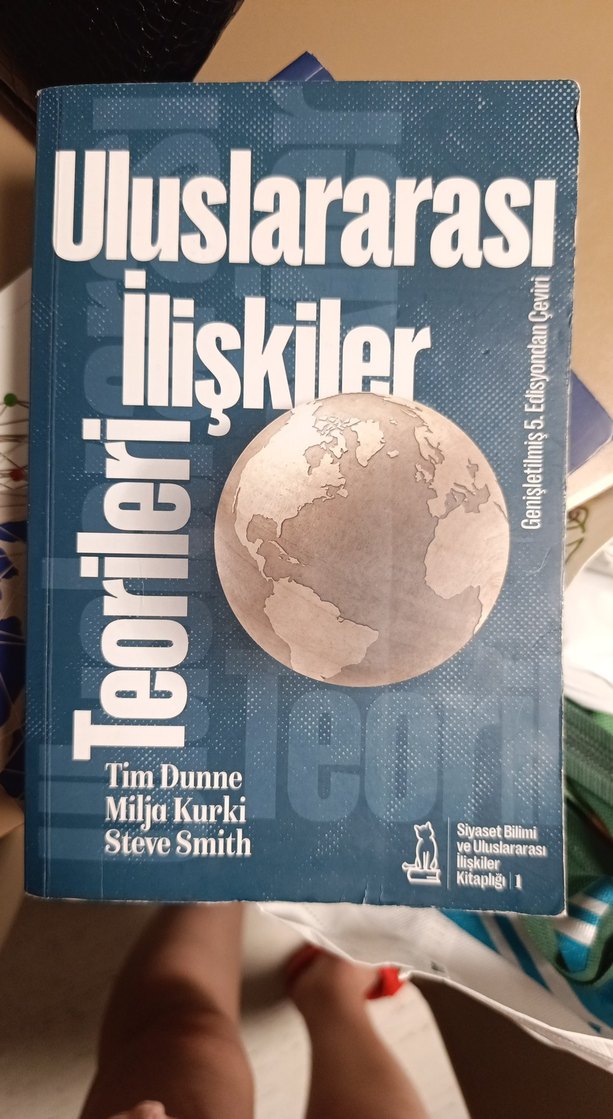 Uluslararası
İlişkiler
Teorileri
Genişletilmiş 5. Edisyondan Çeviri
Tim Dunne
Milja Kurki
Steve Smith
Siyaset Bilimi
ve Uluslararası
İlişkiler
Kitaplığı | 1